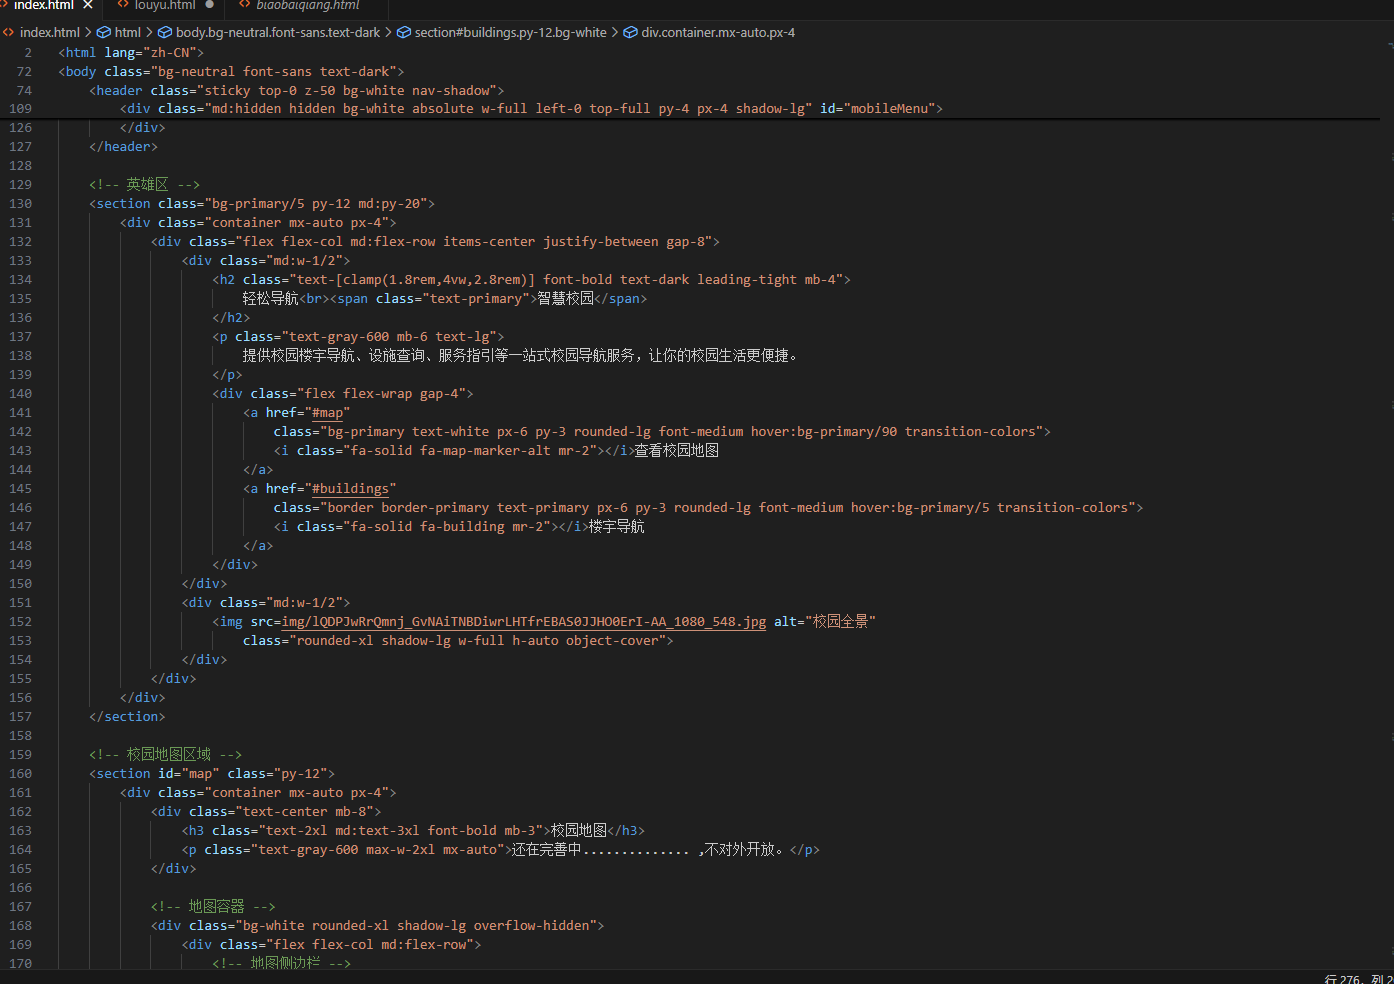 index.html
louyu.html
biaobaiqiang.html
index.html > html > body.bg-neutral.font-sans.text-dark > section#buildings.py-12.bg-white > div.container.mx-auto.px-4
2 <html lang="zh-CN">
72 <body class="bg-neutral font-sans text-dark">
74 <header class="sticky top-0 z-50 bg-white nav-shadow">
109 <div class="md:hidden hidden bg-white absolute w-full left-0 top-full py-4 px-4 shadow-lg" id="mobileMenu">
126 </div>
127 </header>
128
129 <!-- 英雄区 -->
130 <section class="bg-primary/5 py-12 md:py-20">
131 <div class="container mx-auto px-4">
132 <div class="flex flex-col md:flex-row items-center justify-between gap-8">
133 <div class="md:w-1/2">
134 <h2 class="text-[clamp(1.8rem,4vw,2.8rem)] font-bold text-dark leading-tight mb-4">
135 轻松导航<br><span class="text-primary">智慧校园</span>
136 </h2>
137 <p class="text-gray-600 mb-6 text-lg">
138 提供校园楼宇导航、设施查询、服务指引等一站式校园导航服务，让你的校园生活更便捷。
139 </p>
140 <div class="flex flex-wrap gap-4">
141 <a href="#map"
142 class="bg-primary text-white px-6 py-3 rounded-lg font-medium hover:bg-primary/90 transition-colors">
143 <i class="fa-solid fa-map-marker-alt mr-2"></i>查看校园地图
144 </a>
145 <a href="#buildings"
146 class="border border-primary text-primary px-6 py-3 rounded-lg font-medium hover:bg-primary/5 transition-colors">
147 <i class="fa-solid fa-building mr-2"></i>楼宇导航
148 </a>
149 </div>
150 </div>
151 <div class="md:w-1/2">
152 <img src=img/lQDPJwRrQmnj_GvNAiTNBDiwrLHTfrEBAS0JJHO0ErI-AA_1080_548.jpg alt="校园全景"
153 class="rounded-xl shadow-lg w-full h-auto object-cover">
154 </div>
155 </div>
156 </div>
157 </section>
158
159 <!-- 校园地图区域 -->
160 <section id="map" class="py-12">
161 <div class="container mx-auto px-4">
162 <div class="text-center mb-8">
163 <h3 class="text-2xl md:text-3xl font-bold mb-3">校园地图</h3>
164 <p class="text-gray-600 max-w-2xl mx-auto">还在完善中.............. ,不对外开放。</p>
165 </div>
166
167 <!-- 地图容器 -->
168 <div class="bg-white rounded-xl shadow-lg overflow-hidden">
169 <div class="flex flex-col md:flex-row">
170 <!-- 地图侧边栏 -->
行 276，列 2